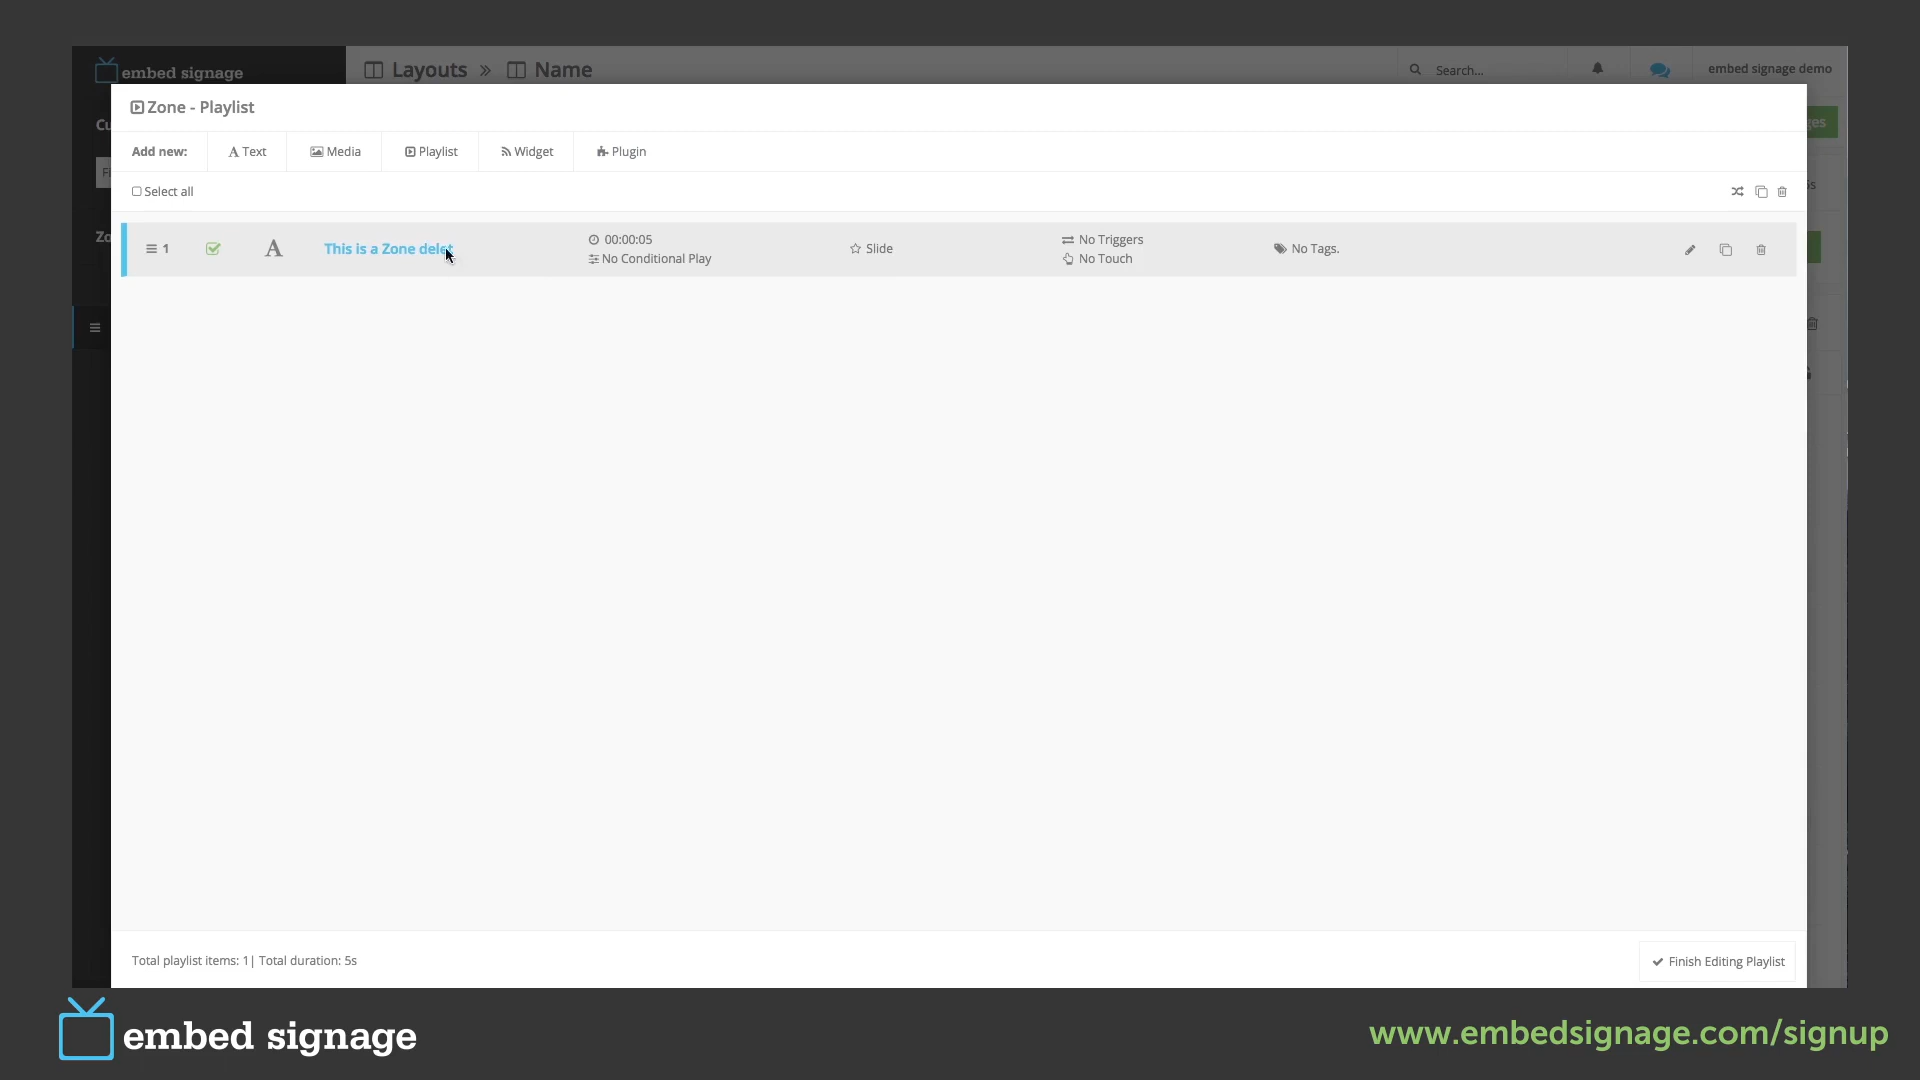 embed signage
Layouts » Name
Search...
embed signage demo
Zone - Playlist
Add new:
Text
Media
Playlist
Widget
Plugin
Select all
1
This is a Zone delet
00:00:05
No Conditional Play
Slide
No Triggers
No Touch
No Tags.
Total playlist items: 1| Total duration: 5s
Finish Editing Playlist
embed signage
www.embedsignage.com/signup